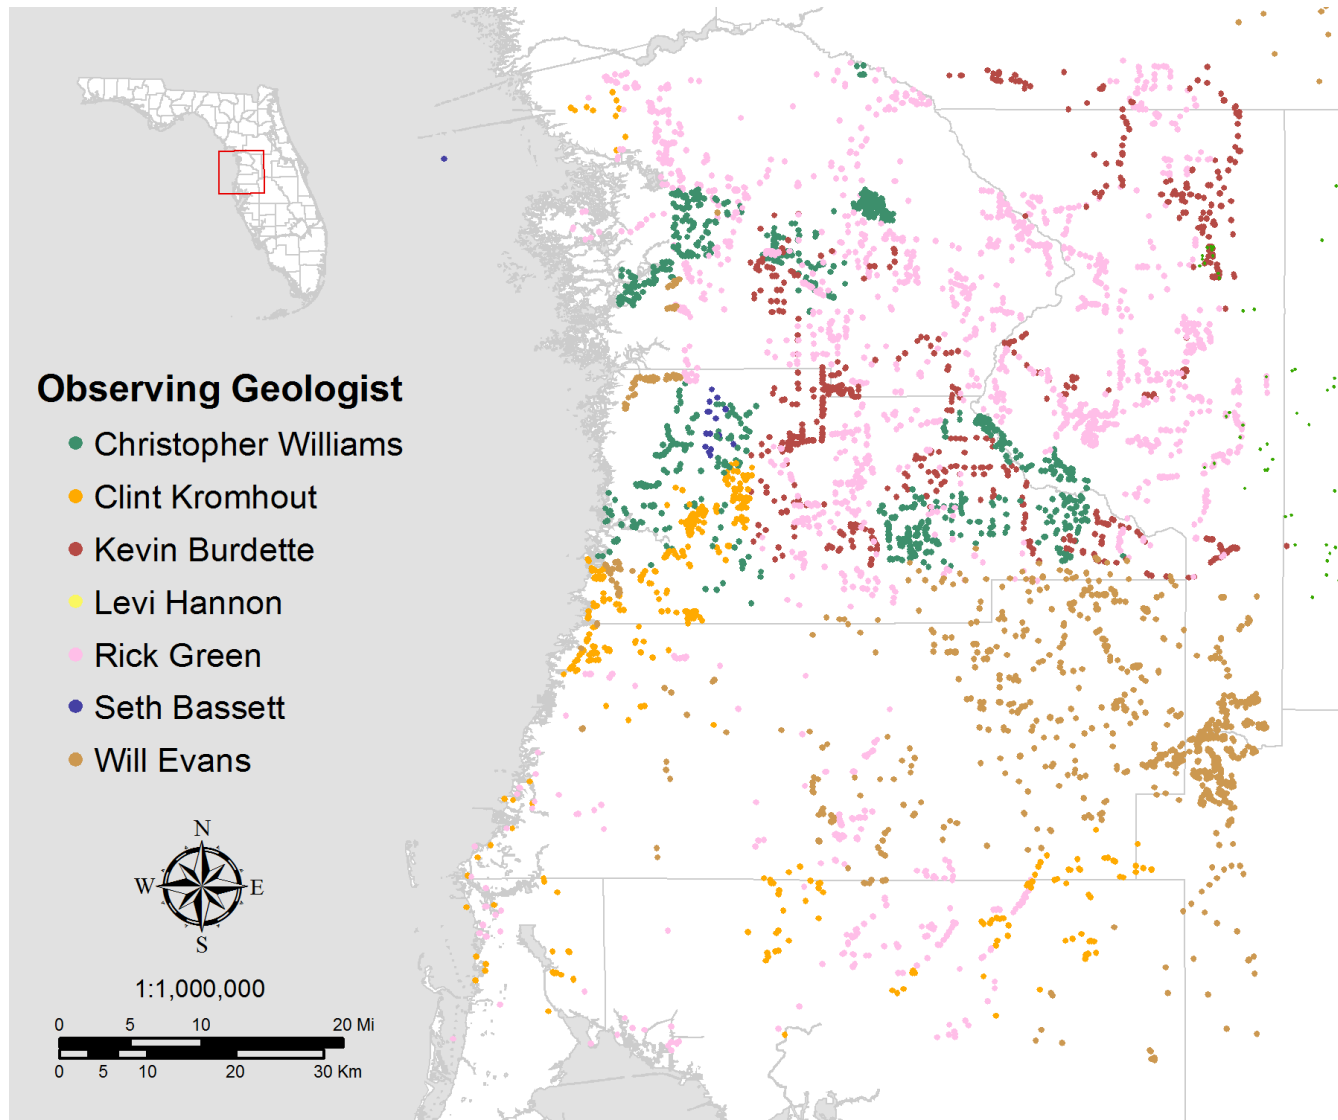 Observing Geologist
Christopher Williams
Clint Kromhout
Kevin Burdette
Levi Hannon
Rick Green
Seth Bassett
Will Evans
N
W E
S
1:1,000,000
0 5 10 20 Mi
0 5 10 20 30 Km